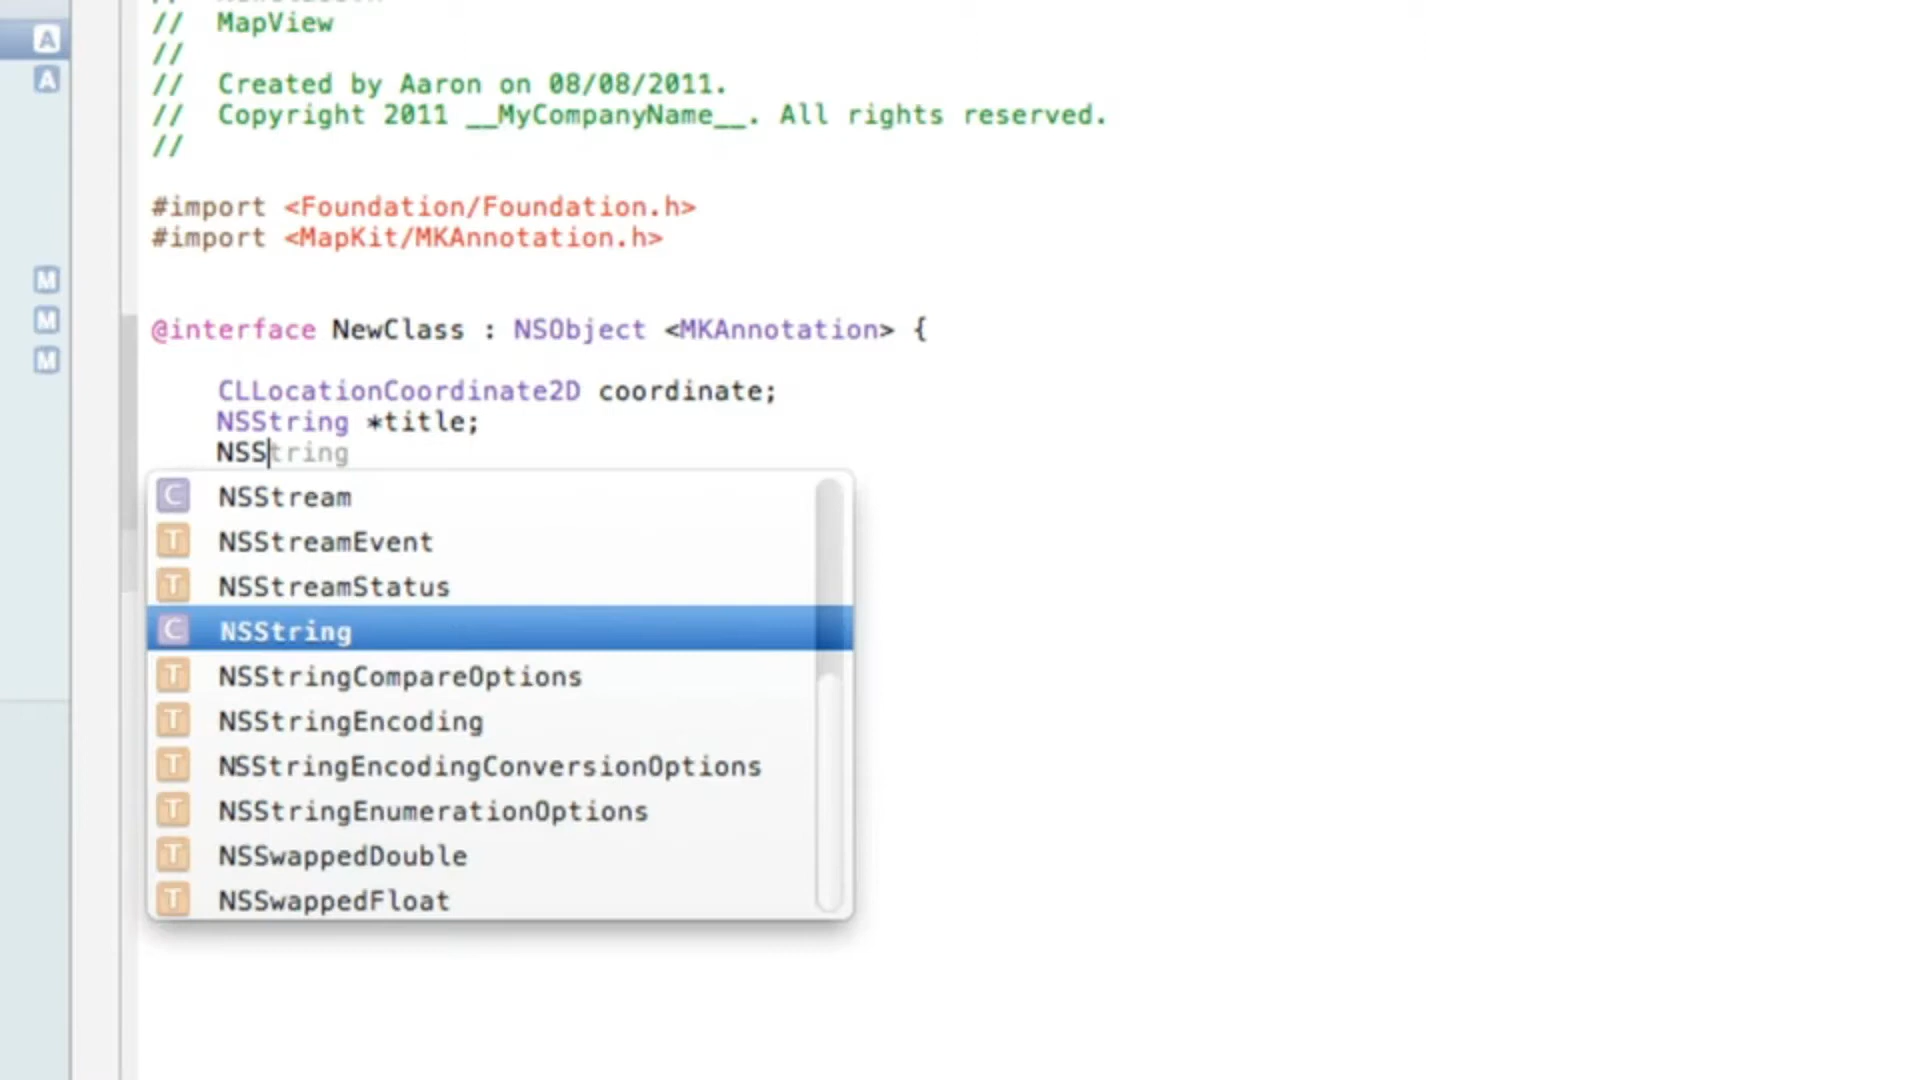 // MapView
//
// Created by Aaron on 08/08/2011.
// Copyright 2011 __MyCompanyName__. All rights reserved.
//
#import <Foundation/Foundation.h>
#import <MapKit/MKAnnotation.h>
@interface NewClass : NSObject <MKAnnotation> {
CLLocationCoordinate2D coordinate;
NSString *title;
NSString
C NSStream
T NSStreamEvent
T NSStreamStatus
C NSString
T NSStringCompareOptions
T NSStringEncoding
T NSStringEncodingConversionOptions
T NSStringEnumerationOptions
T NSSwappedDouble
T NSSwappedFloat
A
A
M
M
M